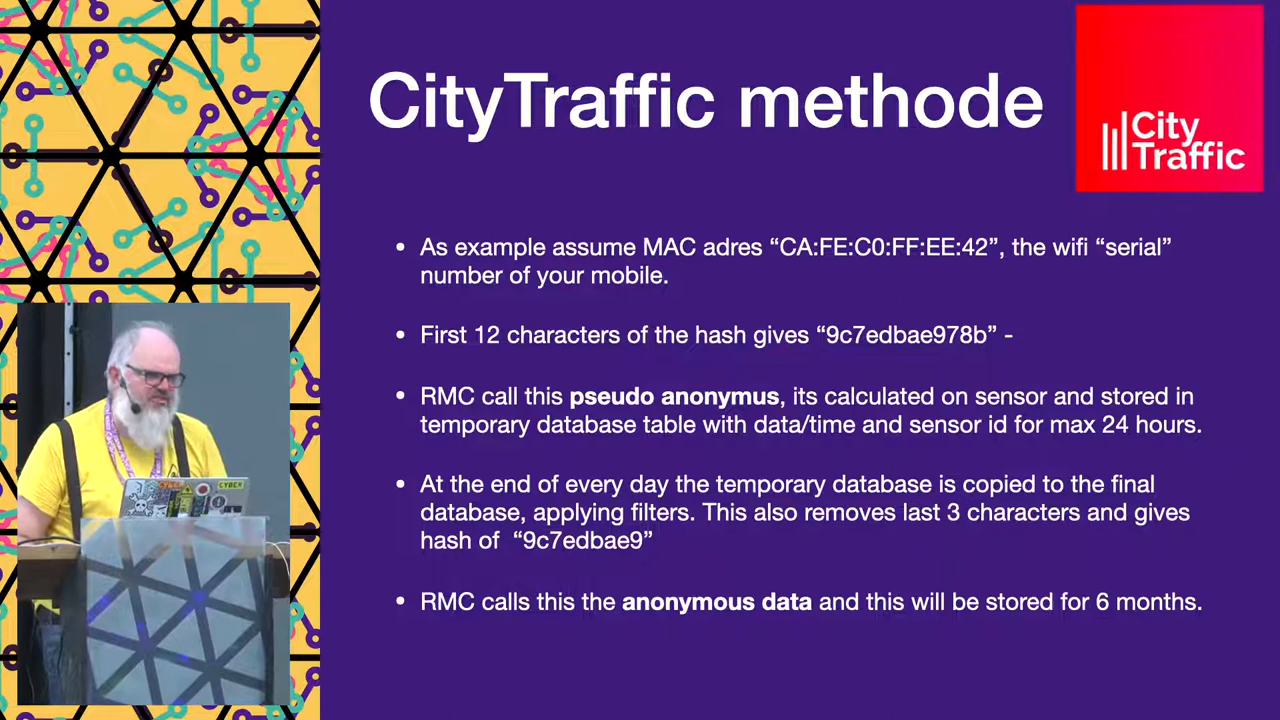 CityTraffic methode
City
Traffic
• As example assume MAC adres “CA:FE:C0:FF:EE:42”, the wifi “serial”
number of your mobile.
• First 12 characters of the hash gives “9c7edbae978b” -
• RMC call this pseudo anonymus, its calculated on sensor and stored in
temporary database table with data/time and sensor id for max 24 hours.
• At the end of every day the temporary database is copied to the final
database, applying filters. This also removes last 3 characters and gives
hash of “9c7edbae9”
• RMC calls this the anonymous data and this will be stored for 6 months.
CYBER
CYBER